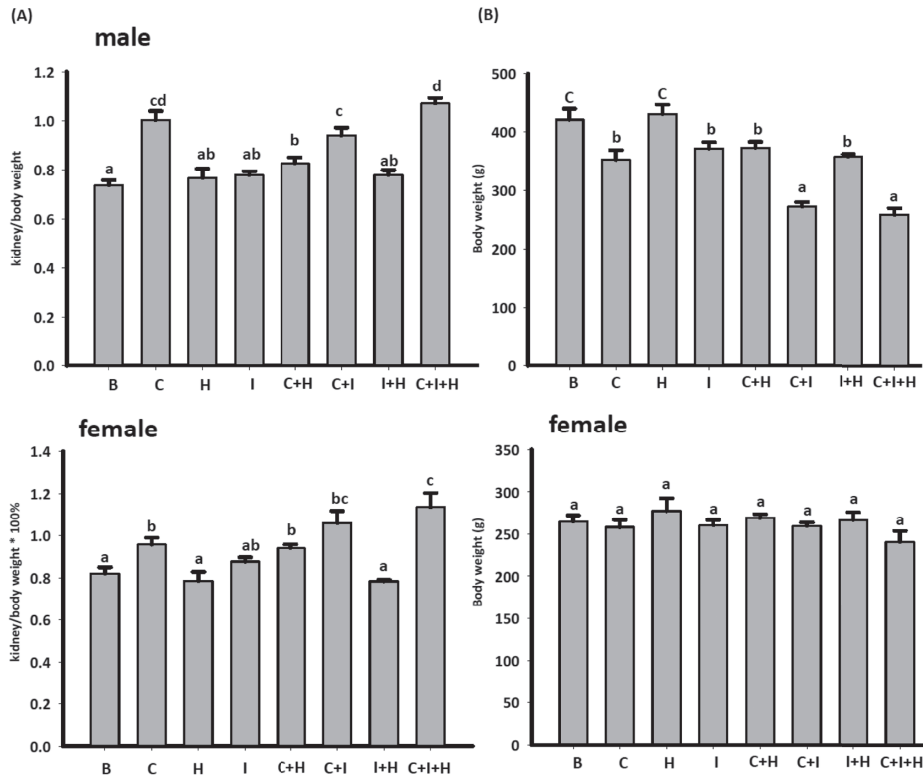 (A)
(B)
male
kidney/body weight
1.2
1.0
0.8
0.6
0.4
0.2
0.0
a
cd
ab
ab
b
c
ab
d
B C H I C+H C+I I+H C+I+H
Body weight (g)
500
400
300
200
100
0
C
b
C
b
b
a
b
a
B C H I C+H C+I I+H C+I+H
female
kidney/body weight * 100%
1.4
1.2
1.0
0.8
0.6
0.4
0.2
0.0
a
b
a
ab
b
bc
a
c
B C H I C+H C+I I+H C+I+H
female
Body weight (g)
350
300
250
200
150
100
50
0
a
a
a
a
a
a
a
a
B C H I C+H C+I I+H C+I+H